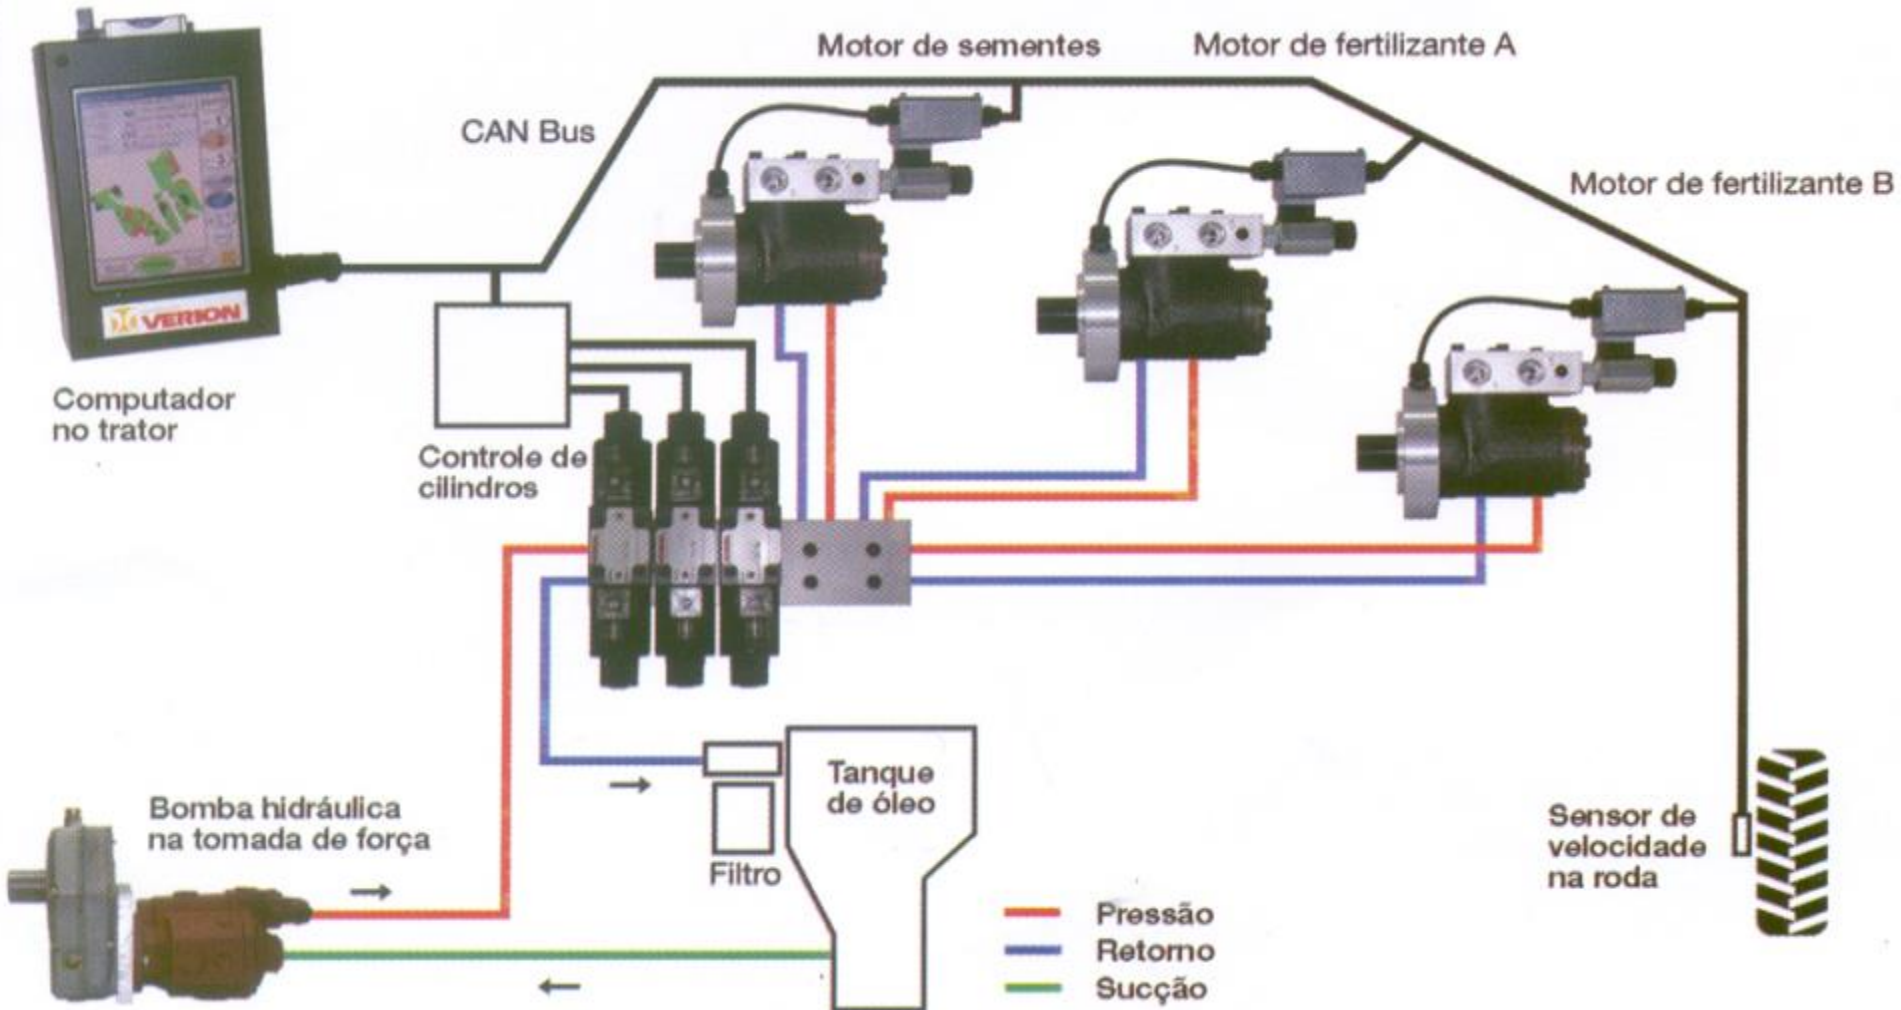 Motor de sementes
Motor de fertilizante A
CAN Bus
Motor de fertilizante B
VERION
Computador
no trator
Controle de
cilindros
Tanque
de óleo
Bomba hidráulica
na tomada de força
Filtro
Sensor de
velocidade
na roda
Pressão
Retorno
Sucção